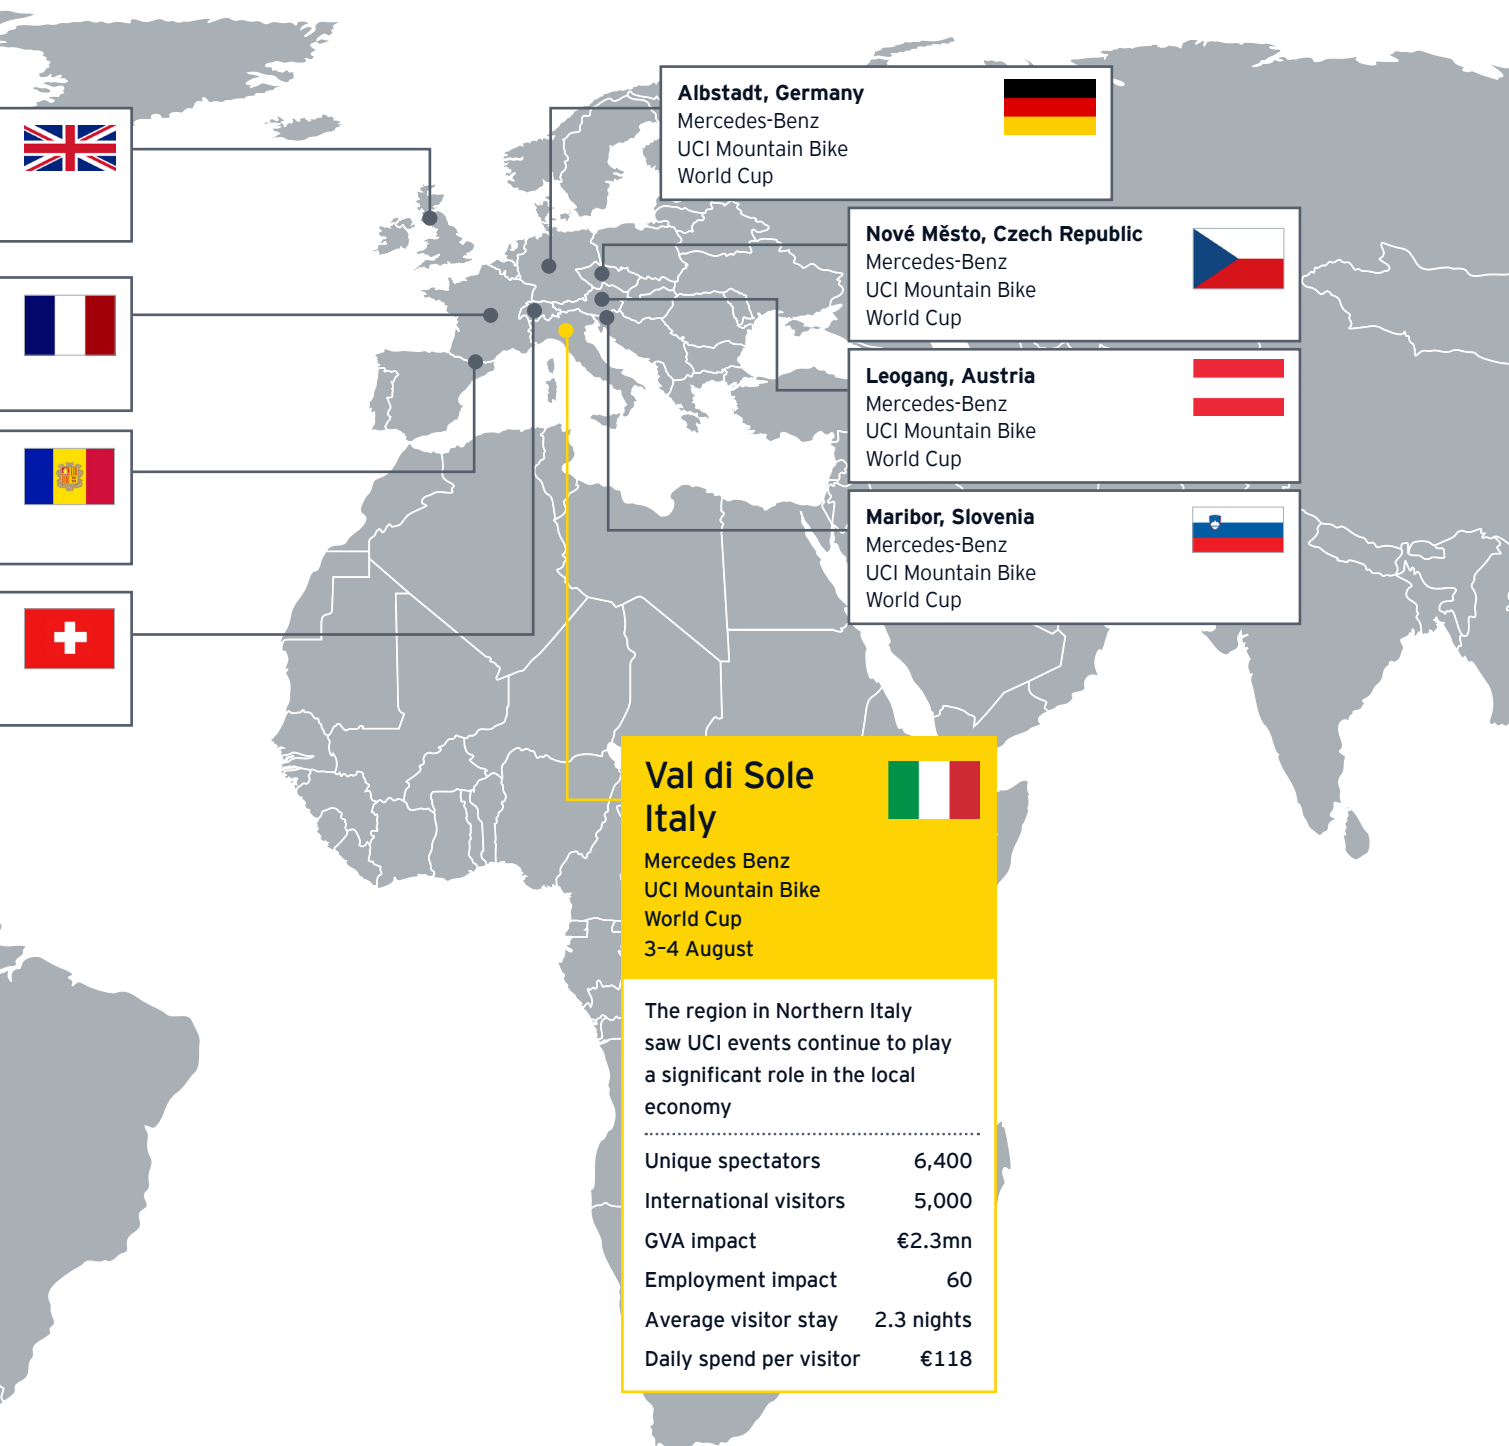 Albstadt, Germany
Mercedes-Benz
UCI Mountain Bike
World Cup
Nové Město, Czech Republic
Mercedes-Benz
UCI Mountain Bike
World Cup
Leogang, Austria
Mercedes-Benz
UCI Mountain Bike
World Cup
Maribor, Slovenia
Mercedes-Benz
UCI Mountain Bike
World Cup
Val di Sole
Italy
Mercedes Benz
UCI Mountain Bike
World Cup
3–4 August
The region in Northern Italy
saw UCI events continue to play
a significant role in the local
economy
Unique spectators 6,400
International visitors 5,000
GVA impact €2.3mn
Employment impact 60
Average visitor stay 2.3 nights
Daily spend per visitor €118